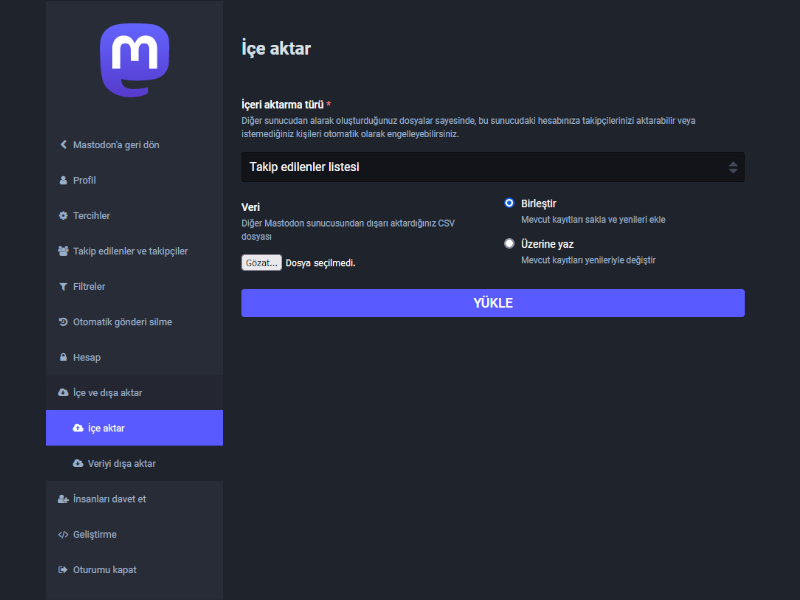 m
Mastodon'a geri dön
Profil
Tercihler
Takip edilenler ve takipçiler
Filtreler
Otomatik gönderi silme
Hesap
İçe ve dışa aktar
İçe aktar
Veriyi dışa aktar
İnsanları davet et
Geliştirme
Oturumu kapat
İçe aktar
İçeri aktarma türü *
Diğer sunucudan alarak oluşturduğunuz dosyalar sayesinde, bu sunucudaki hesabınıza takipçilerinizi aktarabilir veya
istemediğiniz kişileri otomatik olarak engelleyebilirsiniz.
Takip edilenler listesi
Veri
Diğer Mastodon sunucusundan dışarı aktardığınız CSV
dosyası
Gözat... Dosya seçilmedi.
Birleştir
Mevcut kayıtları sakla ve yenileri ekle
Üzerine yaz
Mevcut kayıtları yenileriyle değiştir
YÜKLE